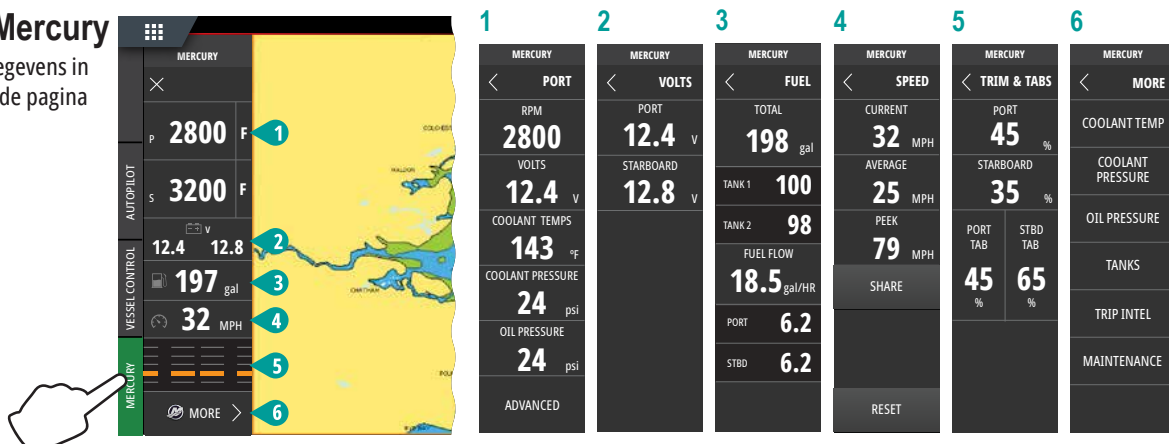 Mercury
egevens in
de pagina
MERCURY
P 2800 F
S 3200 F
V
12.4 12.8
197 gal
32 MPH
MORE
AUTOPILOT
VESSEL CONTROL
MERCURY
COLCHEST
MALDON
CHATHAM
1
2
3
4
5
6
1
MERCURY
PORT
RPM
2800
VOLTS
12.4 V
COOLANT TEMPS
143 °F
COOLANT PRESSURE
24 psi
OIL PRESSURE
24 psi
ADVANCED
2
MERCURY
VOLTS
PORT
12.4 V
STARBOARD
12.8 V
3
MERCURY
FUEL
TOTAL
198 gal
TANK 1 100
TANK 2 98
FUEL FLOW
18.5 gal/HR
PORT 6.2
STBD 6.2
4
MERCURY
SPEED
CURRENT
32 MPH
AVERAGE
25 MPH
PEEK
79 MPH
SHARE
RESET
5
MERCURY
TRIM & TABS
PORT
45 %
STARBOARD
35 %
PORT
TAB
45
%
STBD
TAB
65
%
6
MERCURY
MORE
COOLANT TEMP
COOLANT
PRESSURE
OIL PRESSURE
TANKS
TRIP INTEL
MAINTENANCE